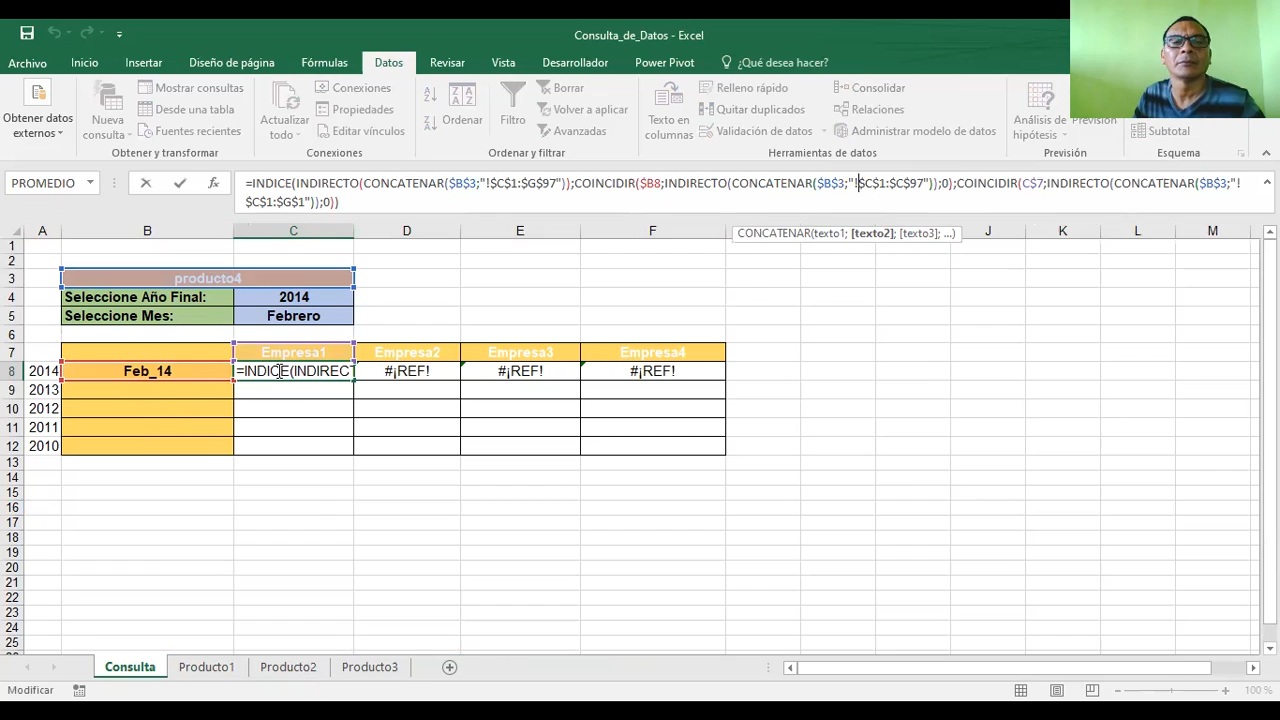 Consulta_de_Datos - Excel
Archivo Inicio Insertar Diseño de página Fórmulas Datos Revisar Vista Desarrollador Power Pivot ¿Qué desea hacer?
Obtener datos externos
Nueva consulta
Mostrar consultas
Desde una tabla
Fuentes recientes
Obtener y transformar
Actualizar todo
Conexiones
Propiedades
Editar vínculos
Conexiones
Ordenar
Filtro
Borrar
Volver a aplicar
Avanzadas
Ordenar y filtrar
Texto en columnas
Relleno rápido
Quitar duplicados
Validación de datos
Consolidar
Relaciones
Administrar modelo de datos
Herramientas de datos
Análisis de hipótesis
Previsión
Previsión
Subtotal
Esquema
PROMEDIO
fx
=INDICE(INDIRECTO(CONCATENAR($B$3;"!$C$1:$G$97"));COINCIDIR($B8;INDIRECTO(CONCATENAR($B$3;"!$C$1:$C$97"));0);COINCIDIR(C$7;INDIRECTO(CONCATENAR($B$3;"!
$C$1:$G$1"));0))
CONCATENAR(texto1; [texto2]; [texto3]; ...)
A B C D E F J K L M
1
2
3 producto4
4 Seleccione Año Final: 2014
5 Seleccione Mes: Febrero
6
7 Empresa1 Empresa2 Empresa3 Empresa4
8 2014 Feb_14 =INDICE(INDIRECT #¡REF! #¡REF! #¡REF!
9 2013
10 2012
11 2011
12 2010
13
14
15
16
17
18
19
20
21
22
23
24
25
Consulta Producto1 Producto2 Producto3
Modificar
100 %